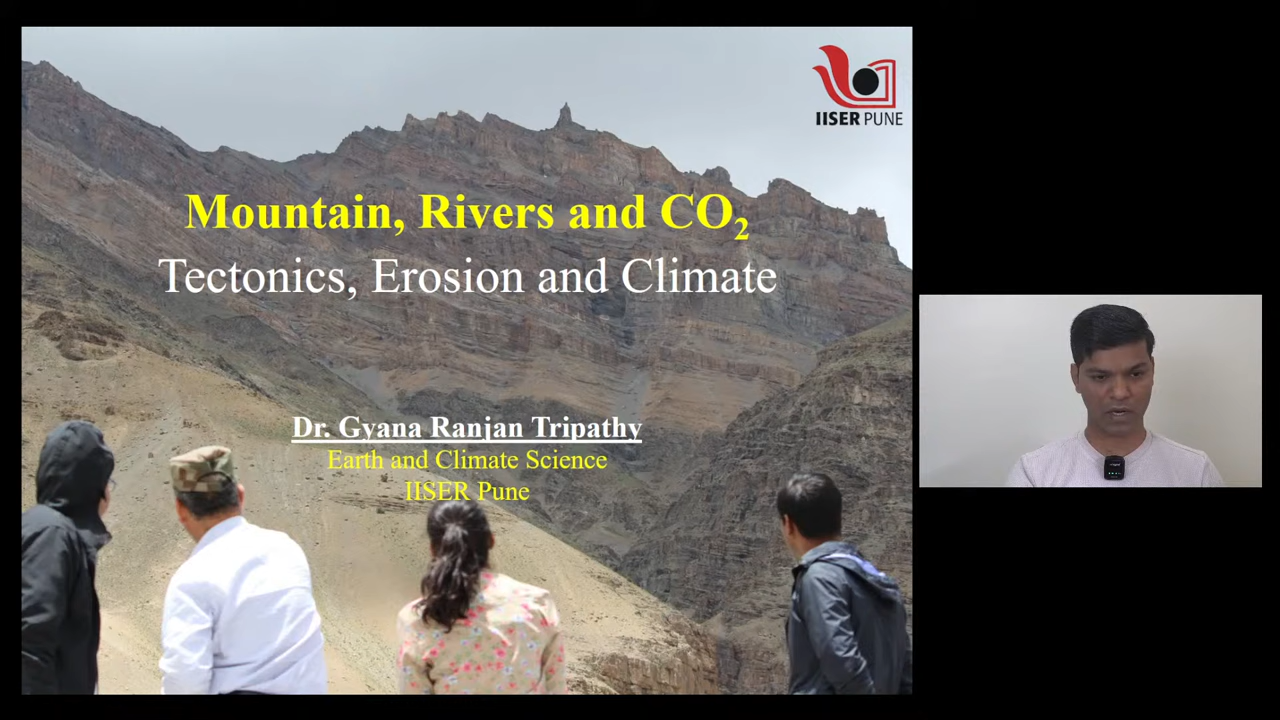 IISER PUNE
Mountain, Rivers and CO₂
Tectonics, Erosion and Climate
Dr. Gyana Ranjan Tripathy
Earth and Climate Science
IISER Pune